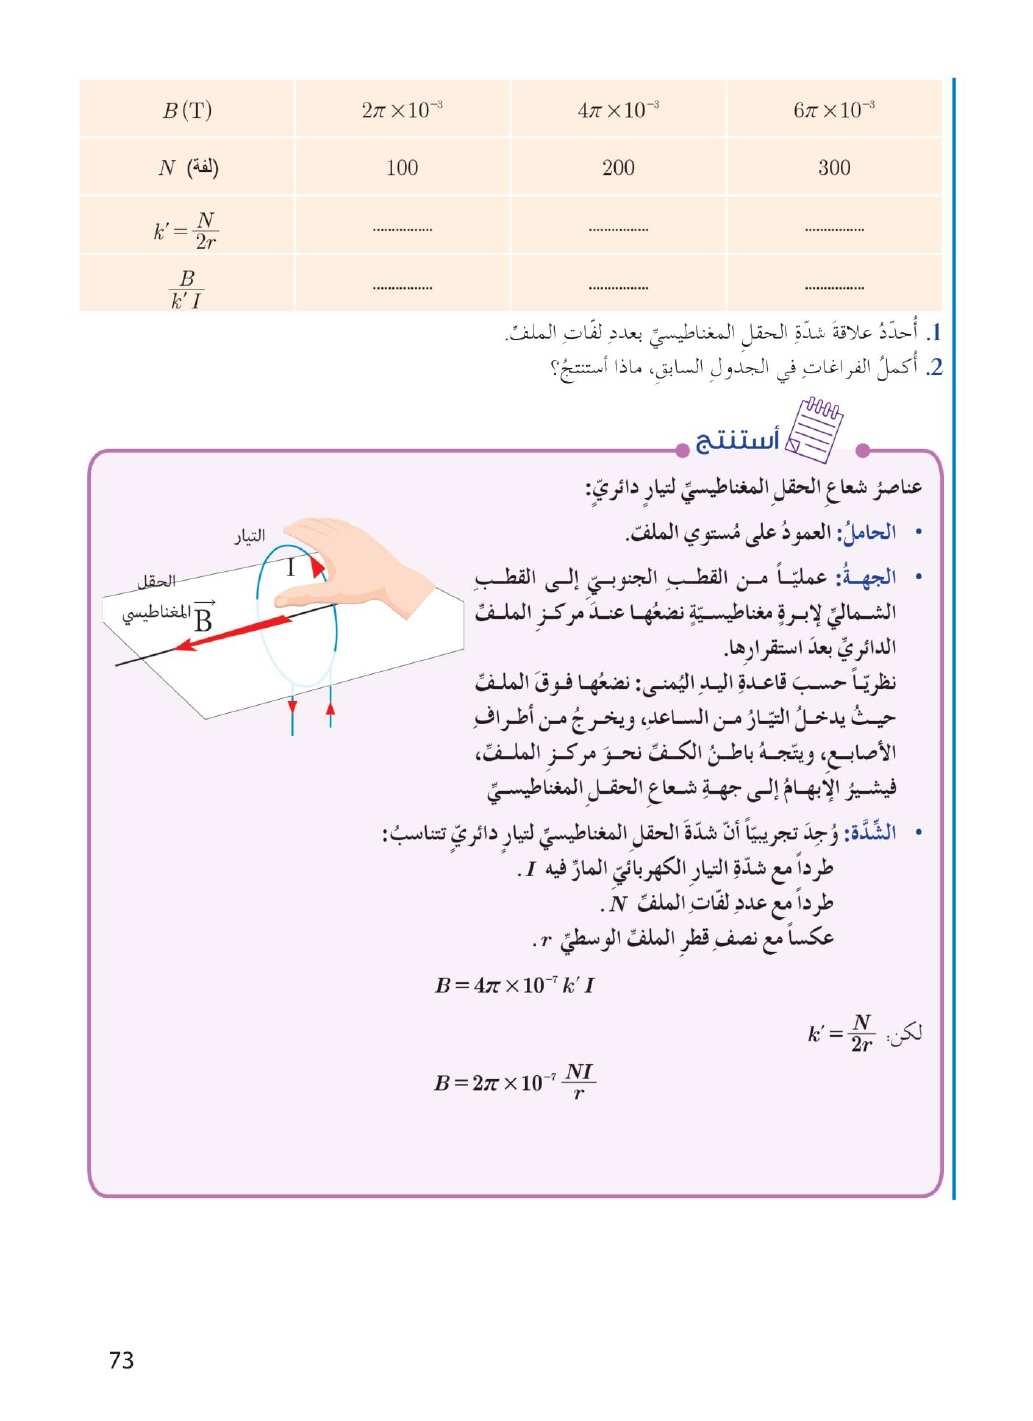 B (T) 2π×10⁻³ 4π×10⁻³ 6π×10⁻³
N (لفة) 100 200 300
k′ = N/2r ................ ................ ................
B/k′ I ................ ................ ................
1. أُحدّدُ علاقةَ شدّةِ الحقلِ المغناطيسيِّ بعددِ لفّاتِ الملفِّ.
2. أُكملُ الفراغاتِ في الجدولِ السابقِ، ماذا أستنتجُ؟
أستنتج
عناصرُ شعاعِ الحقلِ المغناطيسيِّ لتيارٍ دائريّ:
• الحاملُ: العمودُ على مُستوي الملفّ.
• الجهةُ: عمليّاً من القطبِ الجنوبيّ إلى القطبِ
الشماليِّ لإبرةٍ مغناطيسيّةٍ نضعُها عندَ مركزِ الملفِّ
الدائريِّ بعدَ استقرارِها.
نظريّاً حسبَ قاعدةِ اليدِ اليُمنى: نضعُها فوقَ الملفِّ
حيثُ يدخلُ التيّارُ من الساعدِ، ويخرجُ من أطرافِ
الأصابعِ، ويتّجهُ باطنُ الكفِّ نحوَ مركزِ الملفِّ،
فيشيرُ الإبهامُ إلى جهةِ شعاعِ الحقلِ المغناطيسيِّ
التيار
I
الحقل
المغناطيسي B⃗
• الشِّدَّة: وُجِدَ تجريبيّاً أنّ شدّةَ الحقلِ المغناطيسيِّ لتيارٍ دائريّ تتناسبُ:
طرداً مع شدّةِ التيارِ الكهربائيّ المارِّ فيه I.
طرداً مع عددِ لفّاتِ الملفِّ N.
عكساً مع نصفِ قطرِ الملفِّ الوسطيِّ r.
B = 4π×10⁻⁷ k′ I
لكن: k′ = N/2r
B = 2π×10⁻⁷ NI/r
73